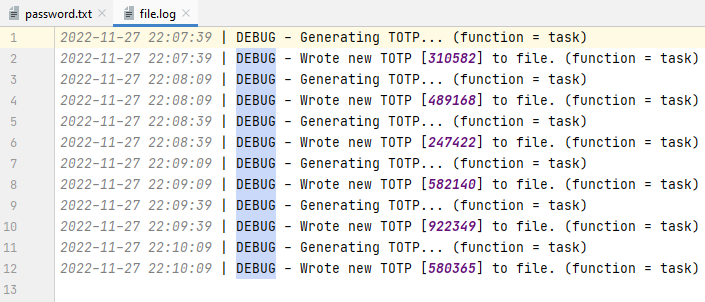 password.txt file.log
1 2022-11-27 22:07:39 | DEBUG - Generating TOTP... (function = task)
2 2022-11-27 22:07:39 | DEBUG - Wrote new TOTP [310582] to file. (function = task)
3 2022-11-27 22:08:09 | DEBUG - Generating TOTP... (function = task)
4 2022-11-27 22:08:09 | DEBUG - Wrote new TOTP [489168] to file. (function = task)
5 2022-11-27 22:08:39 | DEBUG - Generating TOTP... (function = task)
6 2022-11-27 22:08:39 | DEBUG - Wrote new TOTP [247422] to file. (function = task)
7 2022-11-27 22:09:09 | DEBUG - Generating TOTP... (function = task)
8 2022-11-27 22:09:09 | DEBUG - Wrote new TOTP [582140] to file. (function = task)
9 2022-11-27 22:09:39 | DEBUG - Generating TOTP... (function = task)
10 2022-11-27 22:09:39 | DEBUG - Wrote new TOTP [922349] to file. (function = task)
11 2022-11-27 22:10:09 | DEBUG - Generating TOTP... (function = task)
12 2022-11-27 22:10:09 | DEBUG - Wrote new TOTP [580365] to file. (function = task)
13